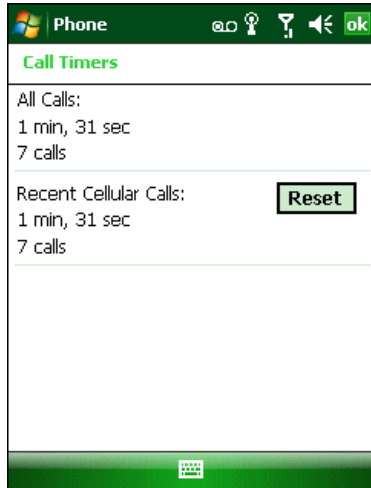 Phone
ok
Call Timers
All Calls:
1 min, 31 sec
7 calls
Recent Cellular Calls:
Reset
1 min, 31 sec
7 calls